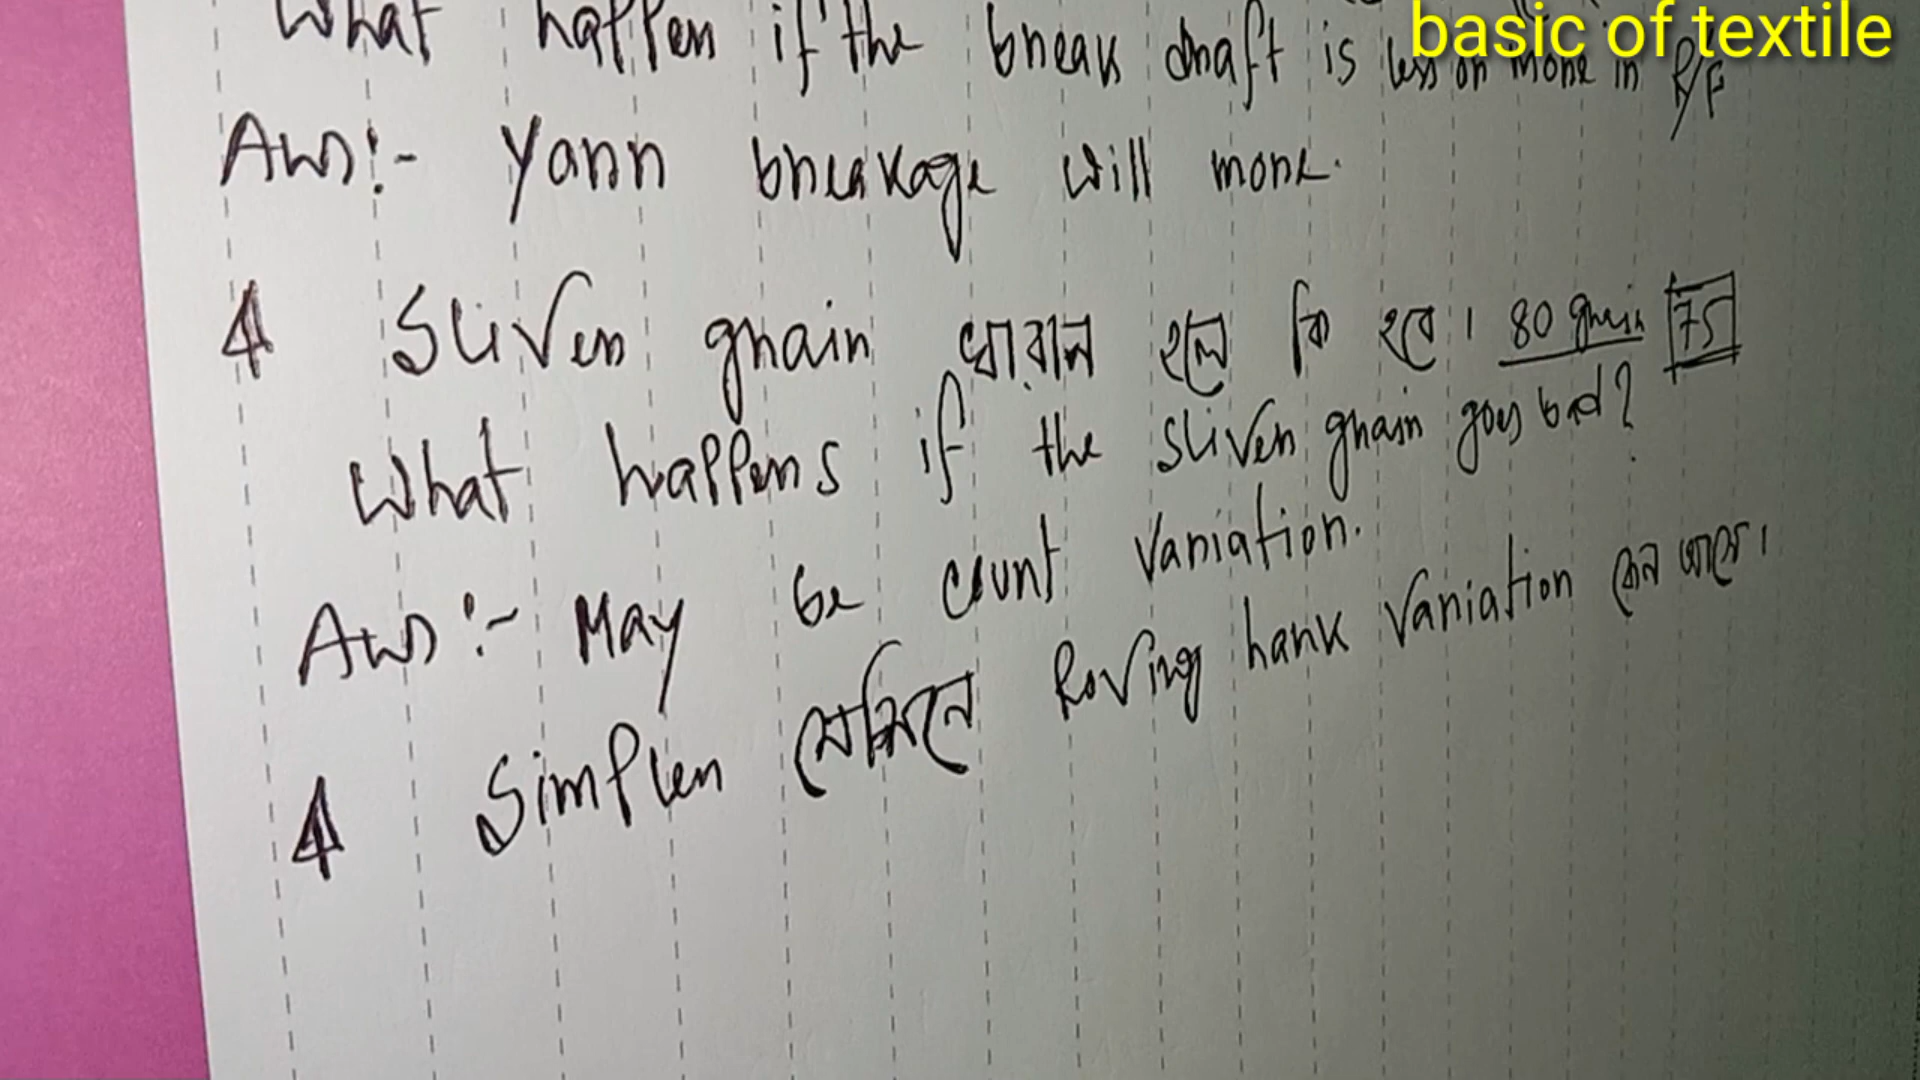 basic of textile
What happen if the break draft is less or more in R/F
Ans:- Yarn breakage will more.
Sliver grain খারাপ হলে কি হবে। 80 grain 75
What happens if the sliver grain goes bad?
Ans:- May be count variation.
Simplex মেশিনে Roving hank variation কেন আসে।